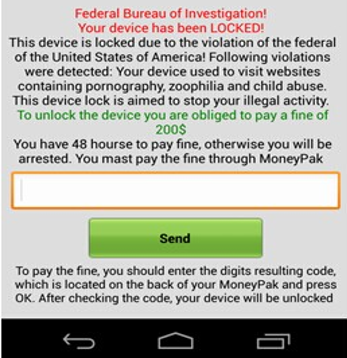 Federal Bureau of Investigation!
Your device has been LOCKED!
This device is locked due to the violation of the federal
of the United States of America! Following violations
were detected: Your device used to visit websites
containing pornography, zoophilia and child abuse.
This device lock is aimed to stop your illegal activity.
To unlock the device you are obliged to pay a fine of
200$
You have 48 hourse to pay fine, otherwise you will be
arrested. You mast pay the fine through MoneyPak
Send
To pay the fine, you should enter the digits resulting code,
which is located on the back of your MoneyPak and press
OK. After checking the code, your device will be unlocked